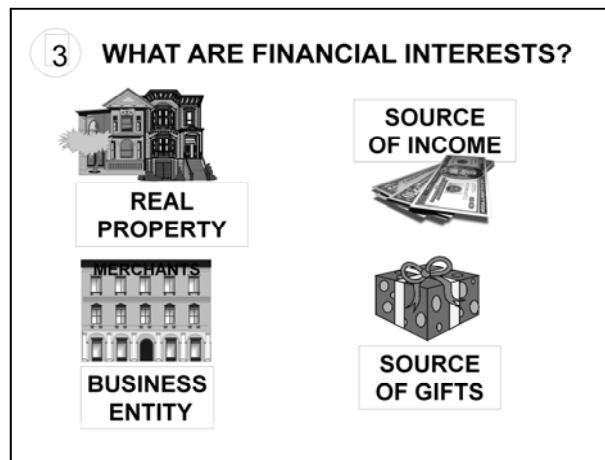 3 WHAT ARE FINANCIAL INTERESTS?
REAL
PROPERTY
SOURCE
OF INCOME
MERCHANTS
BUSINESS
ENTITY
SOURCE
OF GIFTS